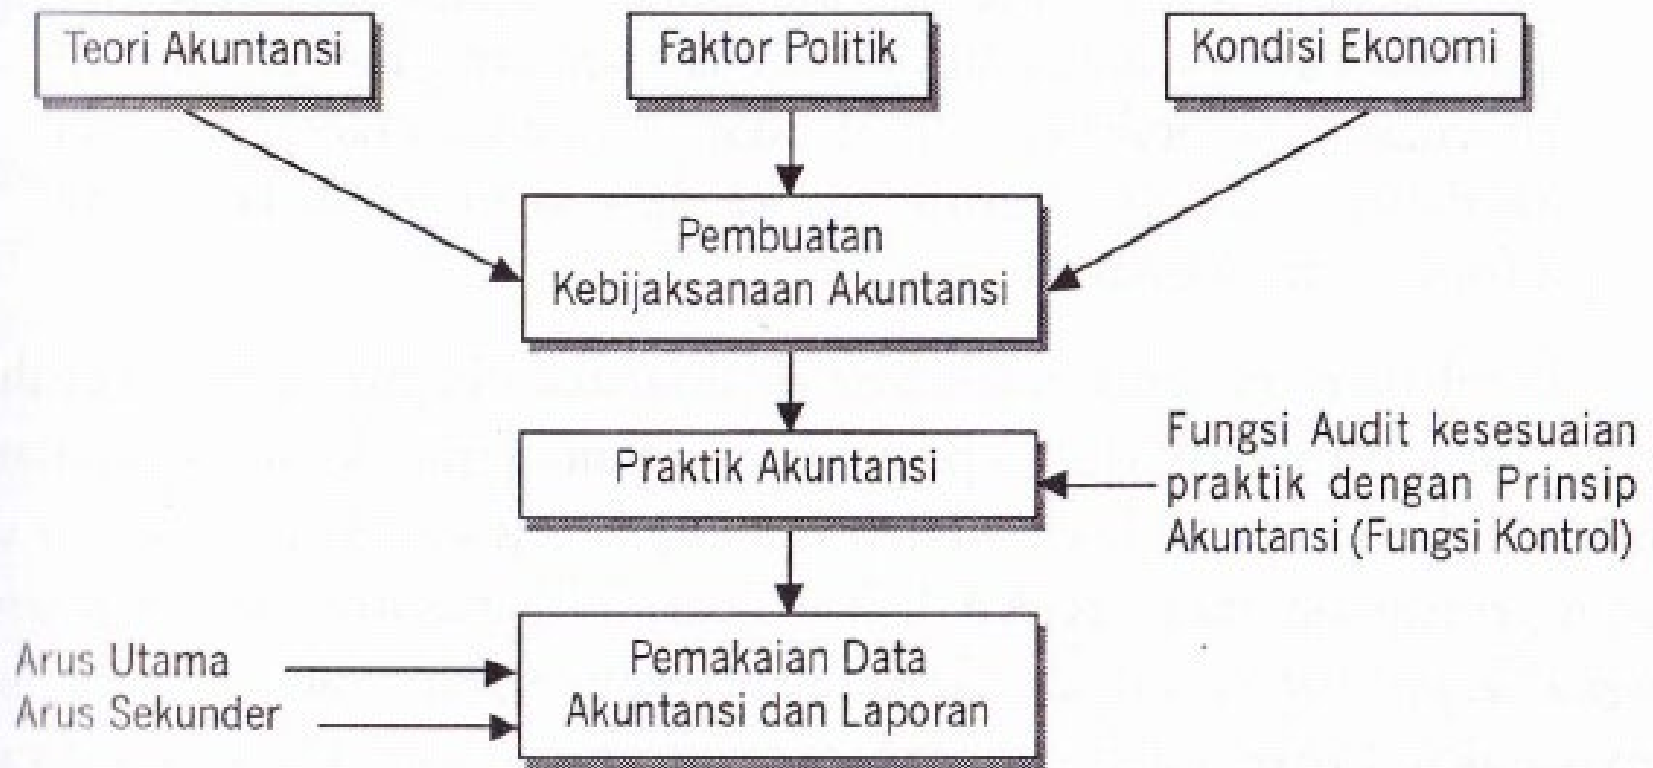 Teori Akuntansi
Faktor Politik
Kondisi Ekonomi
Pembuatan
Kebijaksanaan Akuntansi
Praktik Akuntansi
Fungsi Audit kesesuaian
praktik dengan Prinsip
Akuntansi (Fungsi Kontrol)
Arus Utama
Arus Sekunder
Pemakaian Data
Akuntansi dan Laporan